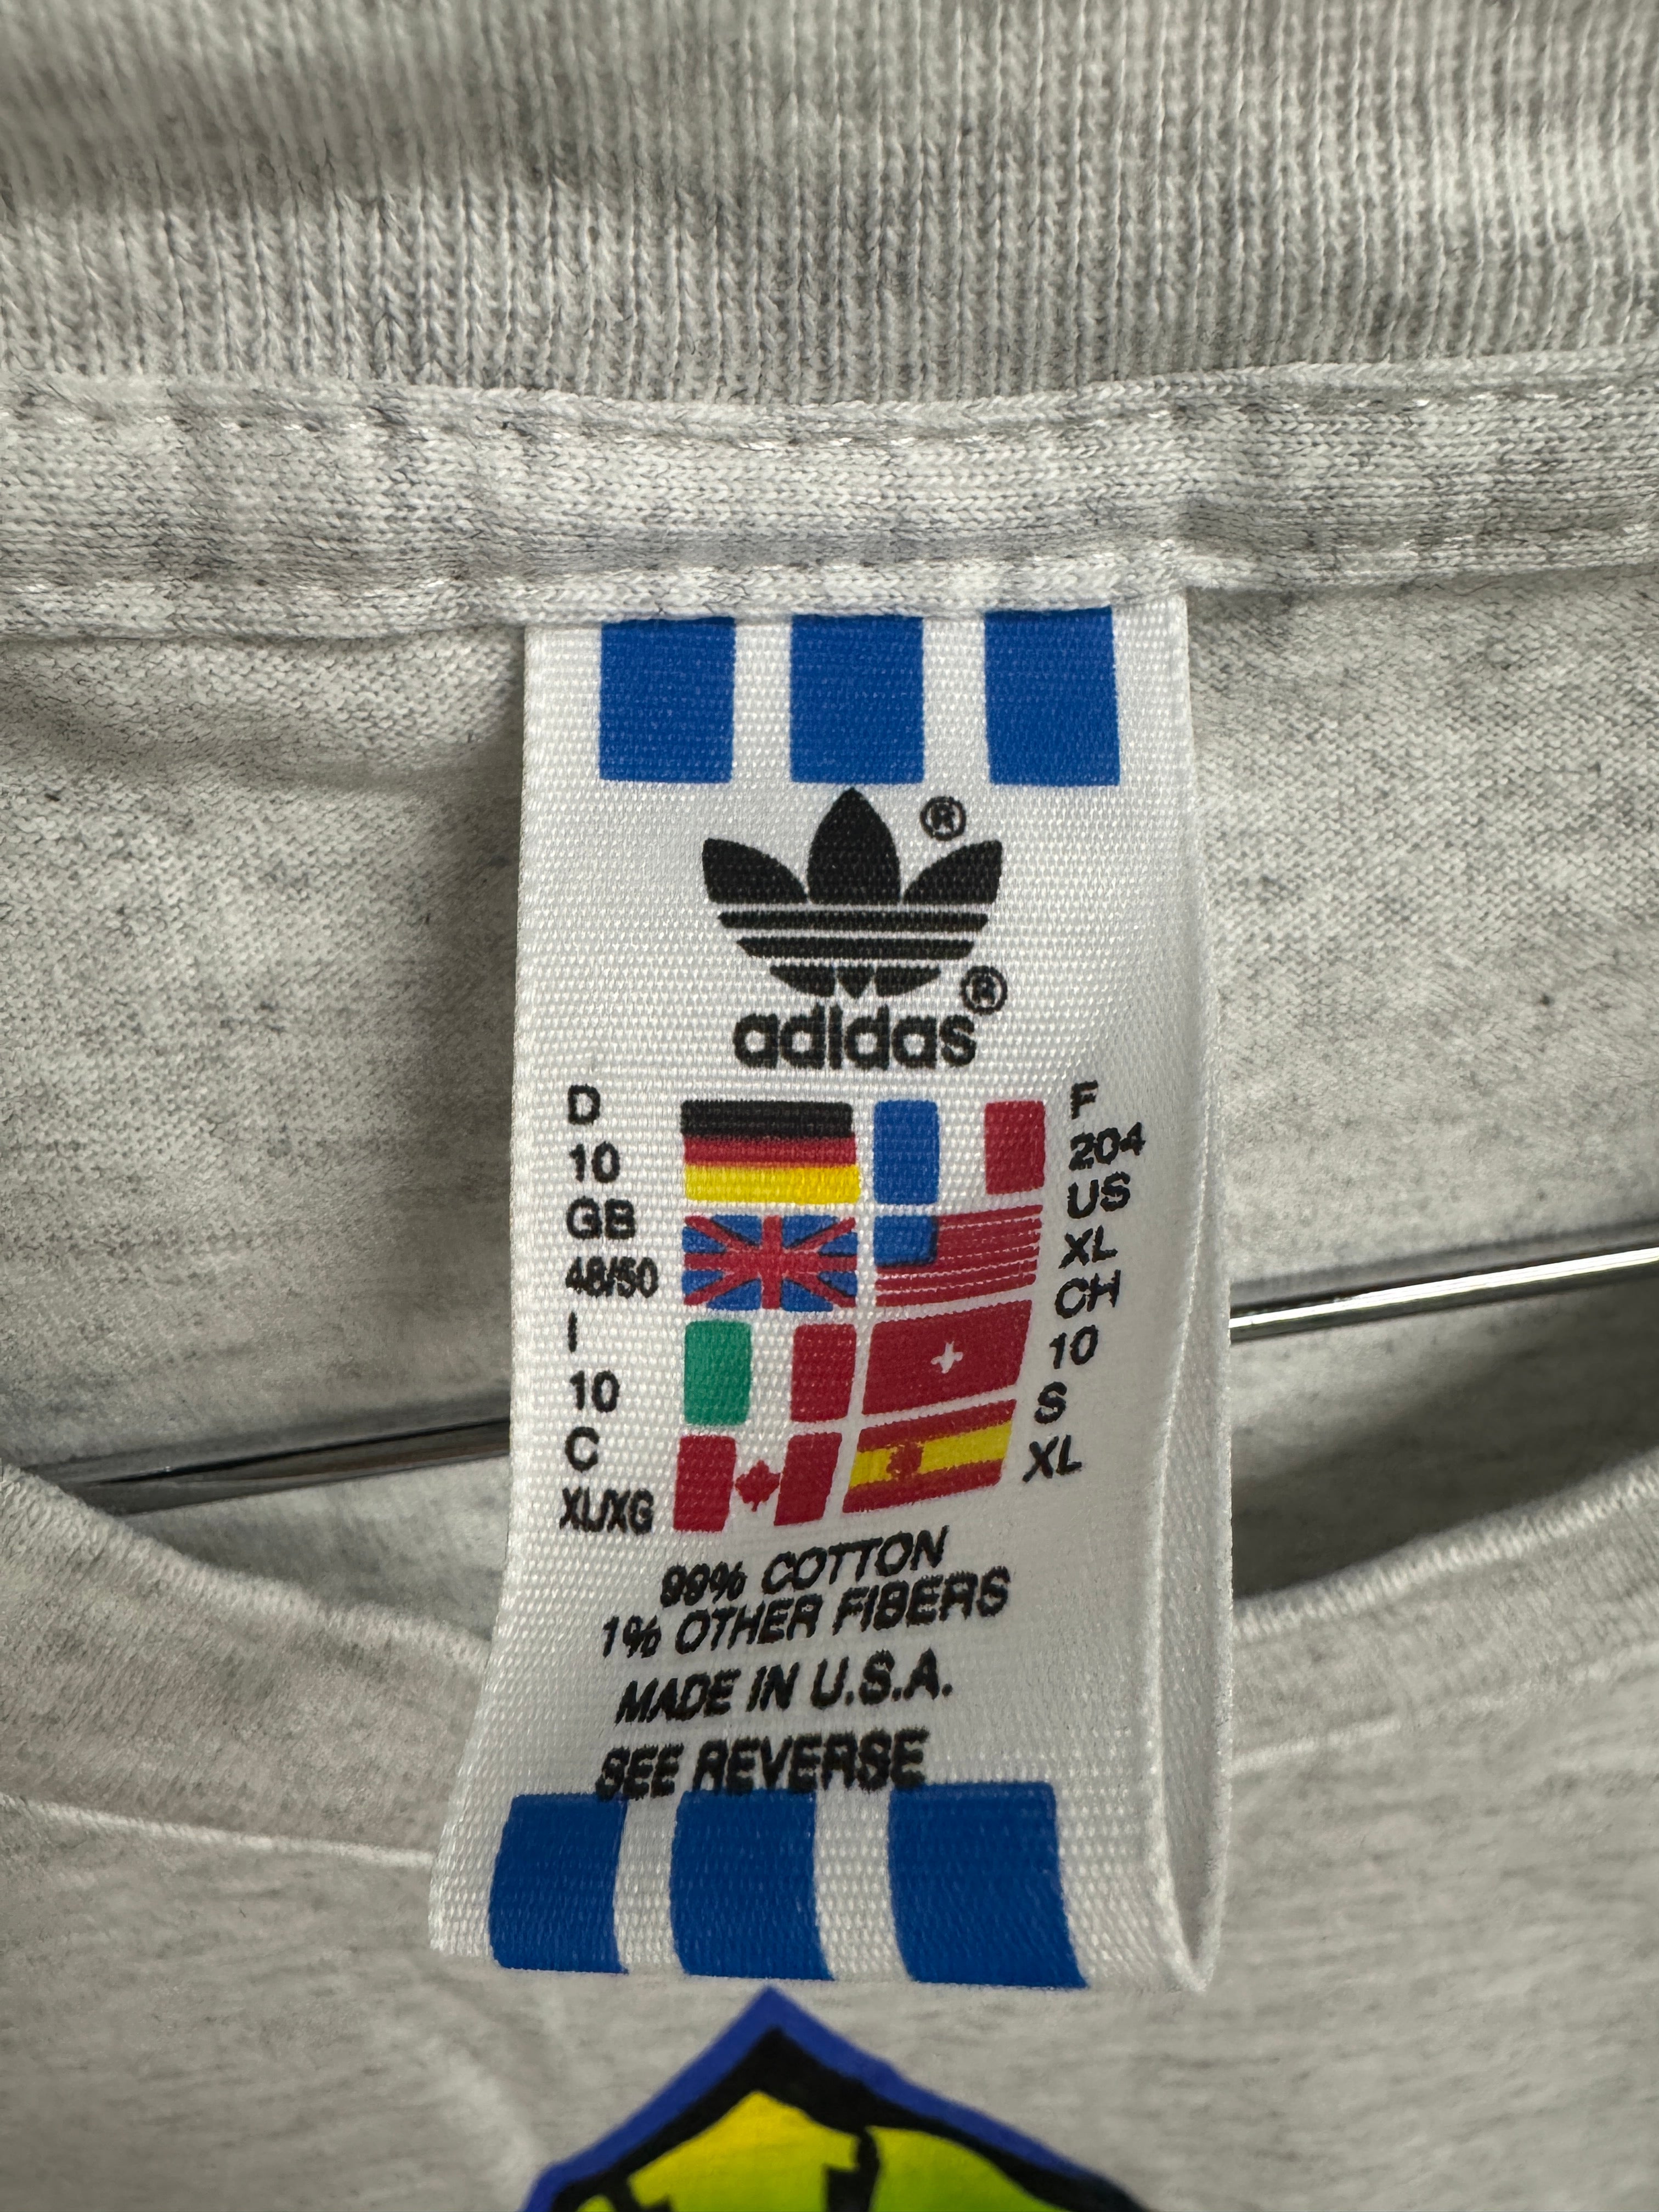 ®
®
adidas
D
10
GB
48/50
I
10
C
XL/XG
F
204
US
XL
CH
10
S
XL
99% COTTON
1% OTHER FIBERS
MADE IN U.S.A.
SEE REVERSE